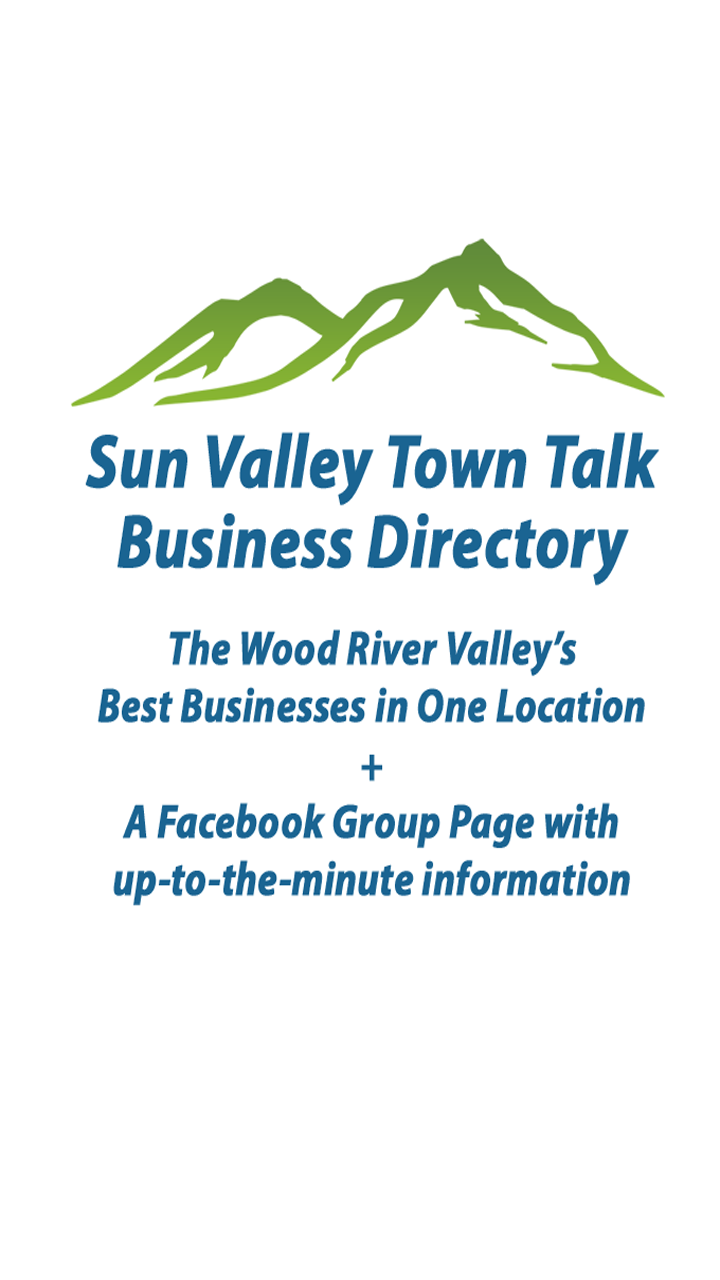 Sun Valley Town Talk
Business Directory
The Wood River Valley’s
Best Businesses in One Location
+
A Facebook Group Page with
up-to-the-minute information